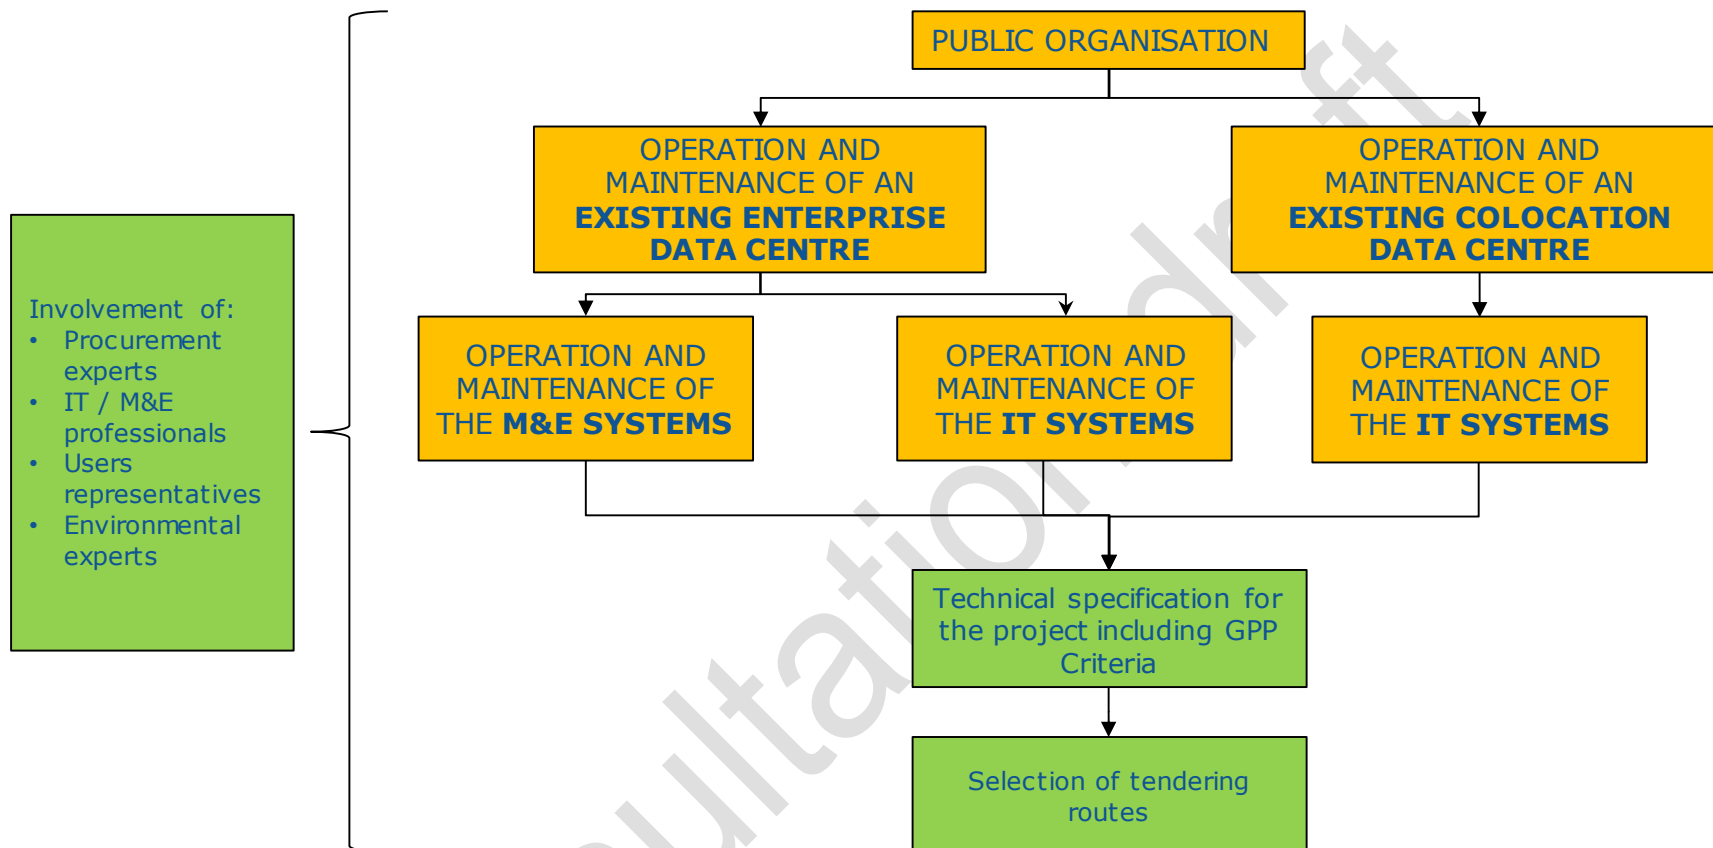 PUBLIC ORGANISATION
OPERATION AND
MAINTENANCE OF AN
EXISTING ENTERPRISE
DATA CENTRE
OPERATION AND
MAINTENANCE OF AN
EXISTING COLOCATION
DATA CENTRE
Involvement of:
• Procurement
experts
• IT / M&E
professionals
• Users
representatives
• Environmental
experts
OPERATION AND
MAINTENANCE OF
THE M&E SYSTEMS
OPERATION AND
MAINTENANCE OF
THE IT SYSTEMS
OPERATION AND
MAINTENANCE OF
THE IT SYSTEMS
Technical specification for
the project including GPP
Criteria
Selection of tendering
routes